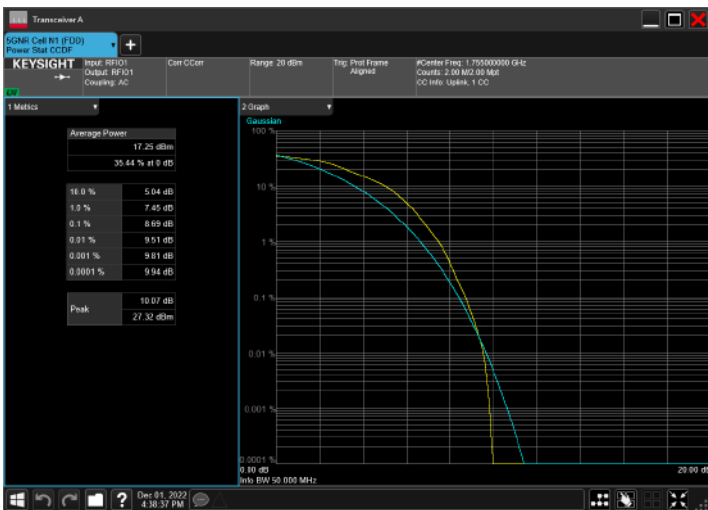 Transceiver A
5GNR Cell N1 (FDD)
Power Stat CCDF
KEYSIGHT
Input: RFIO1
Output: RFIO1
Coupling: AC
Corr CCorr
Range: 20 dBm
Trig: Prot Frame
Aligned
#Center Freq: 1.755000000 GHz
Counts: 2.00 M/2.00 Mpt
CC Info: Uplink, 1 CC
1 Metrics
Average Power
17.25 dBm
35.44 % at 0 dB
10.0 % 5.04 dB
1.0 % 7.45 dB
0.1 % 8.69 dB
0.01 % 9.51 dB
0.001 % 9.81 dB
0.0001 % 9.94 dB
Peak
10.07 dB
27.32 dBm
2 Graph
Gaussian
100 %
10 %
1 %
0.1 %
0.01 %
0.001 %
0.0001 %
0.00 dB
20.00 dB
Info BW 50.000 MHz
Dec 01, 2022
4:38:37 PM